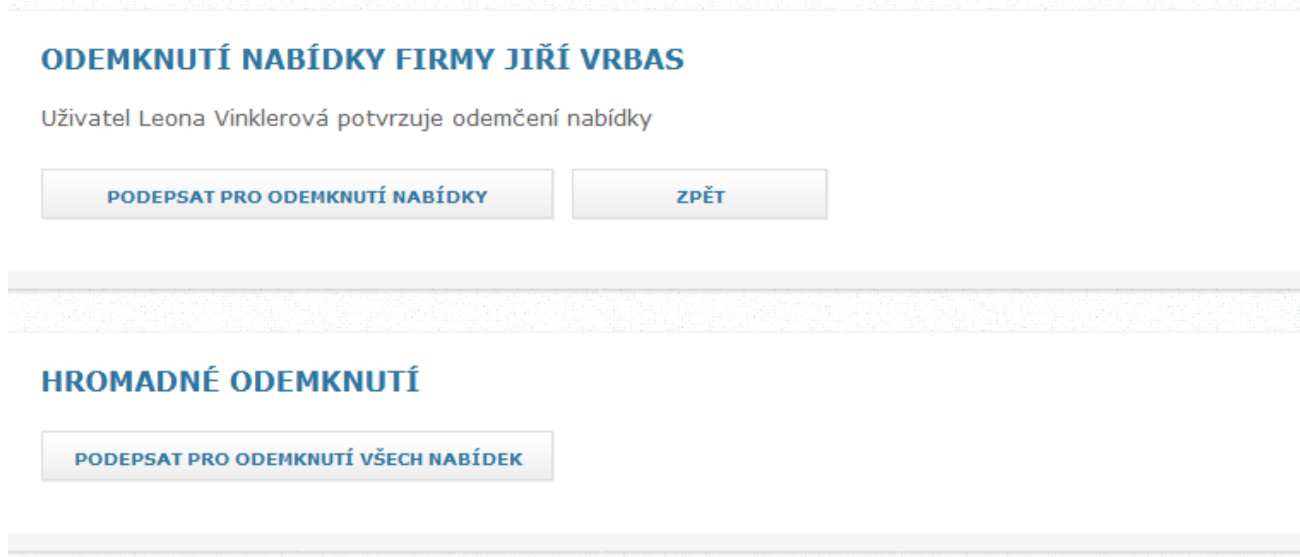 ODEMKNUTÍ NABÍDKY FIRMY JIŘÍ VRBAS
Uživatel Leona Vinklerová potvrzuje odemčení nabídky
PODEPSAT PRO ODEMKNUTÍ NABÍDKY ZPĚT
HROMADNÉ ODEMKNUTÍ
PODEPSAT PRO ODEMKNUTÍ VŠECH NABÍDEK